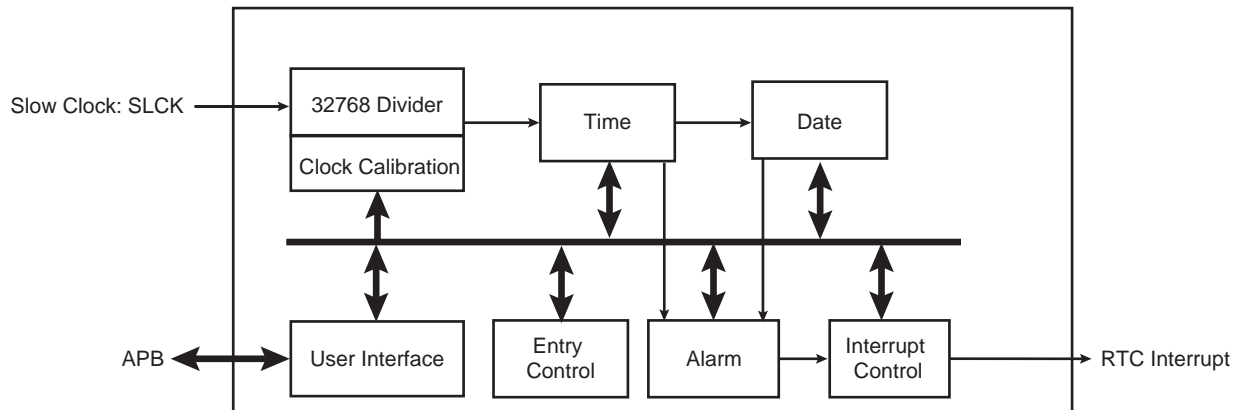 Slow Clock: SLCK
32768 Divider
Time
Date
Clock Calibration
APB
User Interface
Entry
Control
Alarm
Interrupt
Control
RTC Interrupt